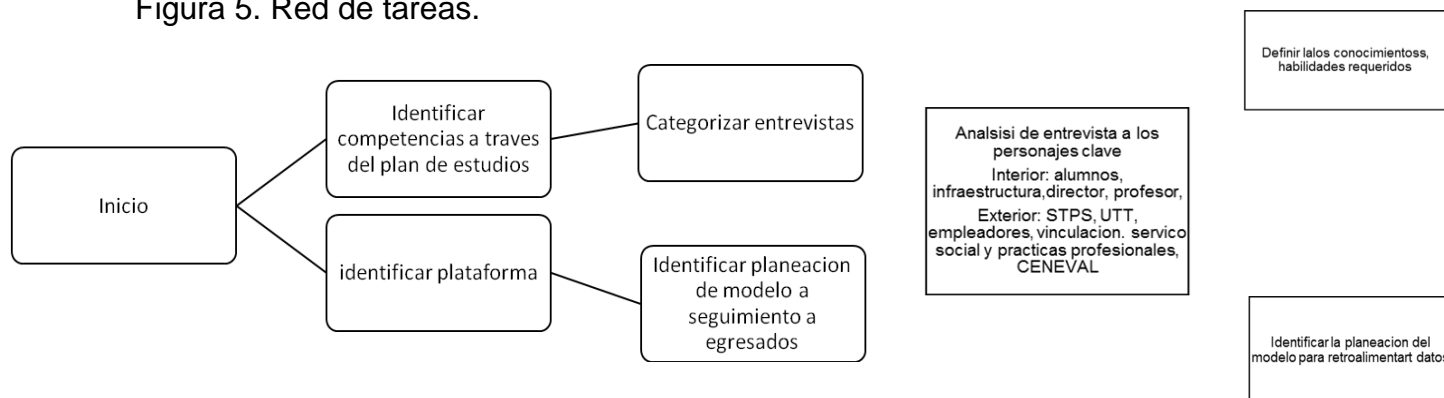 Figura 5. Red de tareas.
Inicio
Identificar
competencias a traves
del plan de estudios
identificar plataforma
Categorizar entrevistas
Identificar planeacion
de modelo a
seguimiento a
egresados
Analsisi de entrevista a los
personajes clave
Interior: alumnos,
infraestructura,director, profesor,
Exterior: STPS, UTT,
empleadores, vinculacion. servico
social y practicas profesionales,
CENEVAL
Definir lalos conocimientoss,
habilidades requeridos
Identificar la planeacion del
modelo para retroalimentart datos